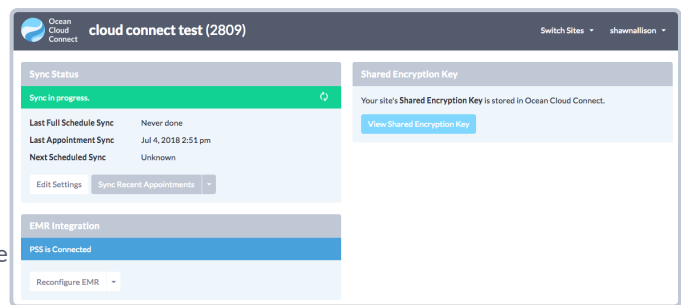 Ocean
Cloud
Connect
cloud connect test (2809)
Switch Sites
shawnallison
Sync Status
Sync in progress.
Last Full Schedule Sync Never done
Last Appointment Sync Jul 4, 2018 2:51 pm
Next Scheduled Sync Unknown
Edit Settings Sync Recent Appointments
EMR Integration
PSS is Connected
Reconfigure EMR
Shared Encryption Key
Your site's Shared Encryption Key is stored in Ocean Cloud Connect.
View Shared Encryption Key
e